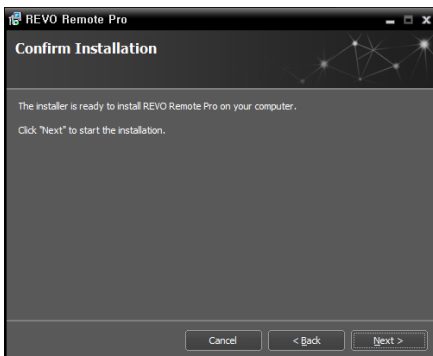 REVO Remote Pro
Confirm Installation
The installer is ready to install REVO Remote Pro on your computer.
Click "Next" to start the installation.
Cancel
< Back
Next >